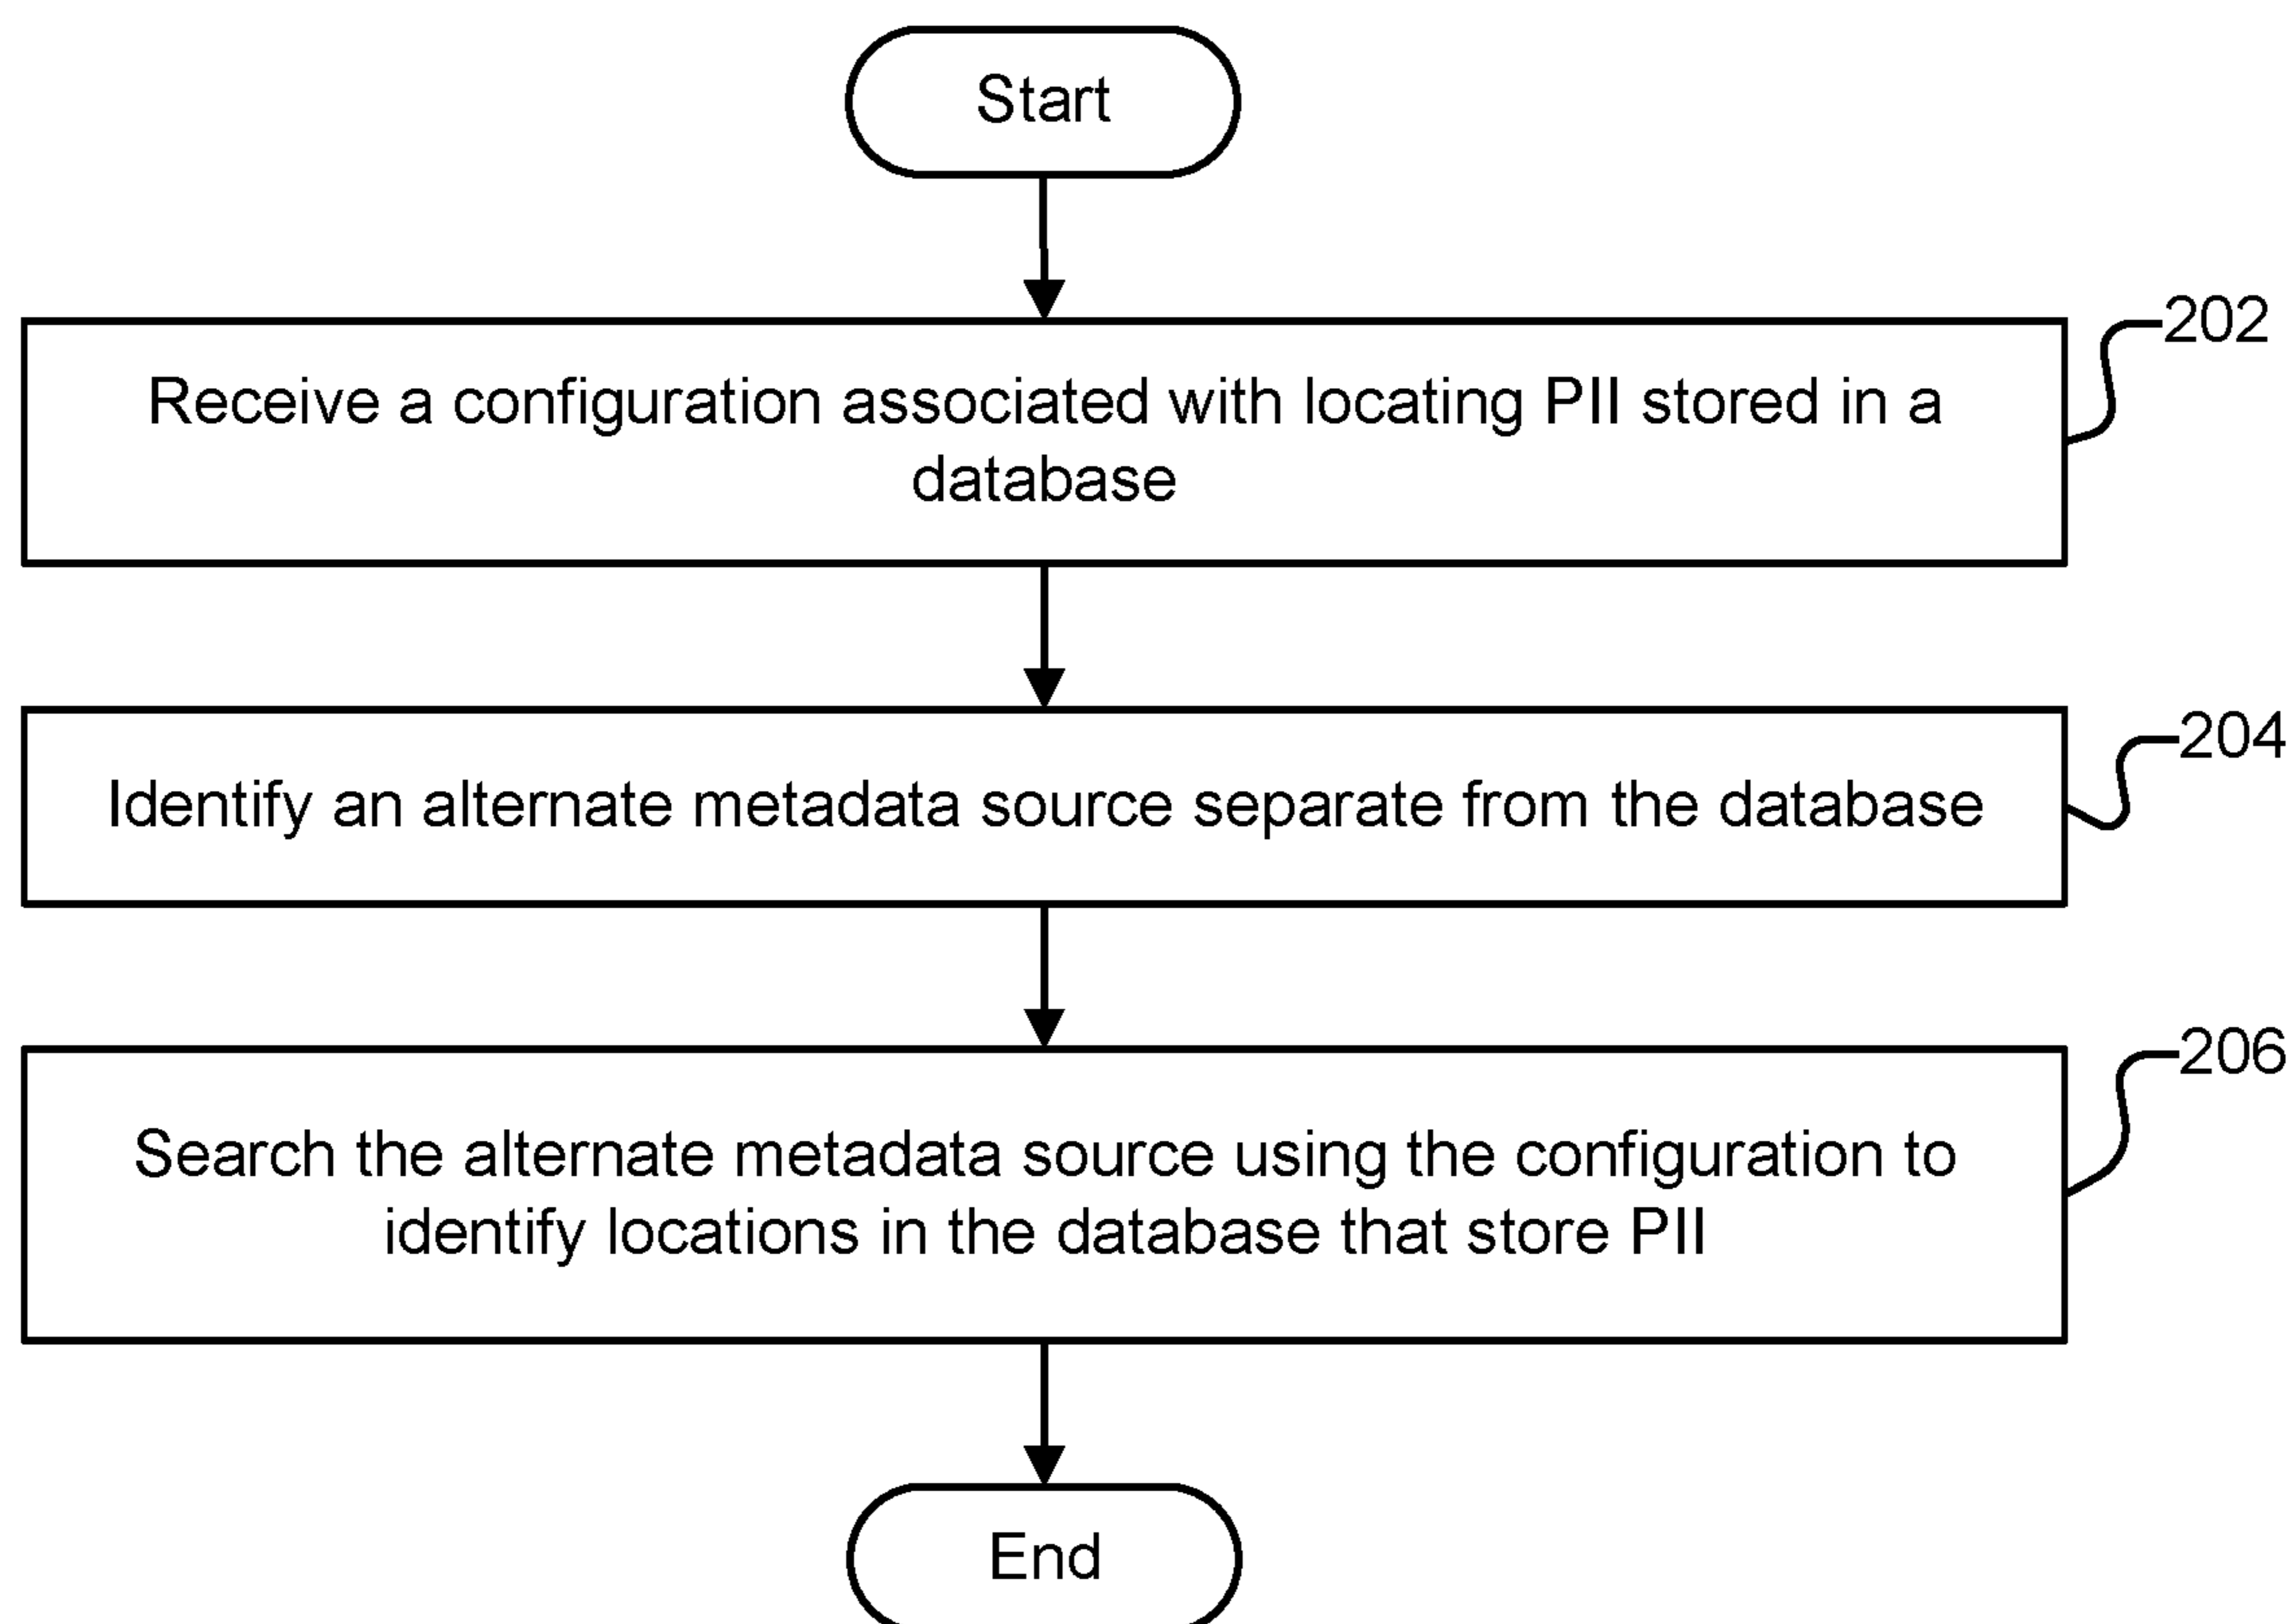 Start
202
Receive a configuration associated with locating PII stored in a
database
204
Identify an alternate metadata source separate from the database
206
Search the alternate metadata source using the configuration to
identify locations in the database that store PII
End